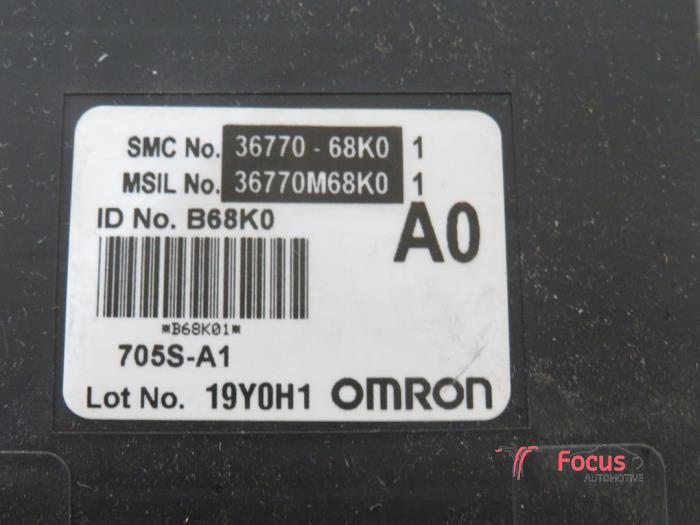 SMC No. 36770 - 68K0 1
MSIL No. 36770M68K0 1
ID No. B68K0
A0
*B68K01*
705S-A1
Lot No. 19Y0H1 OMRON
Focus
AUTOMOTIVE